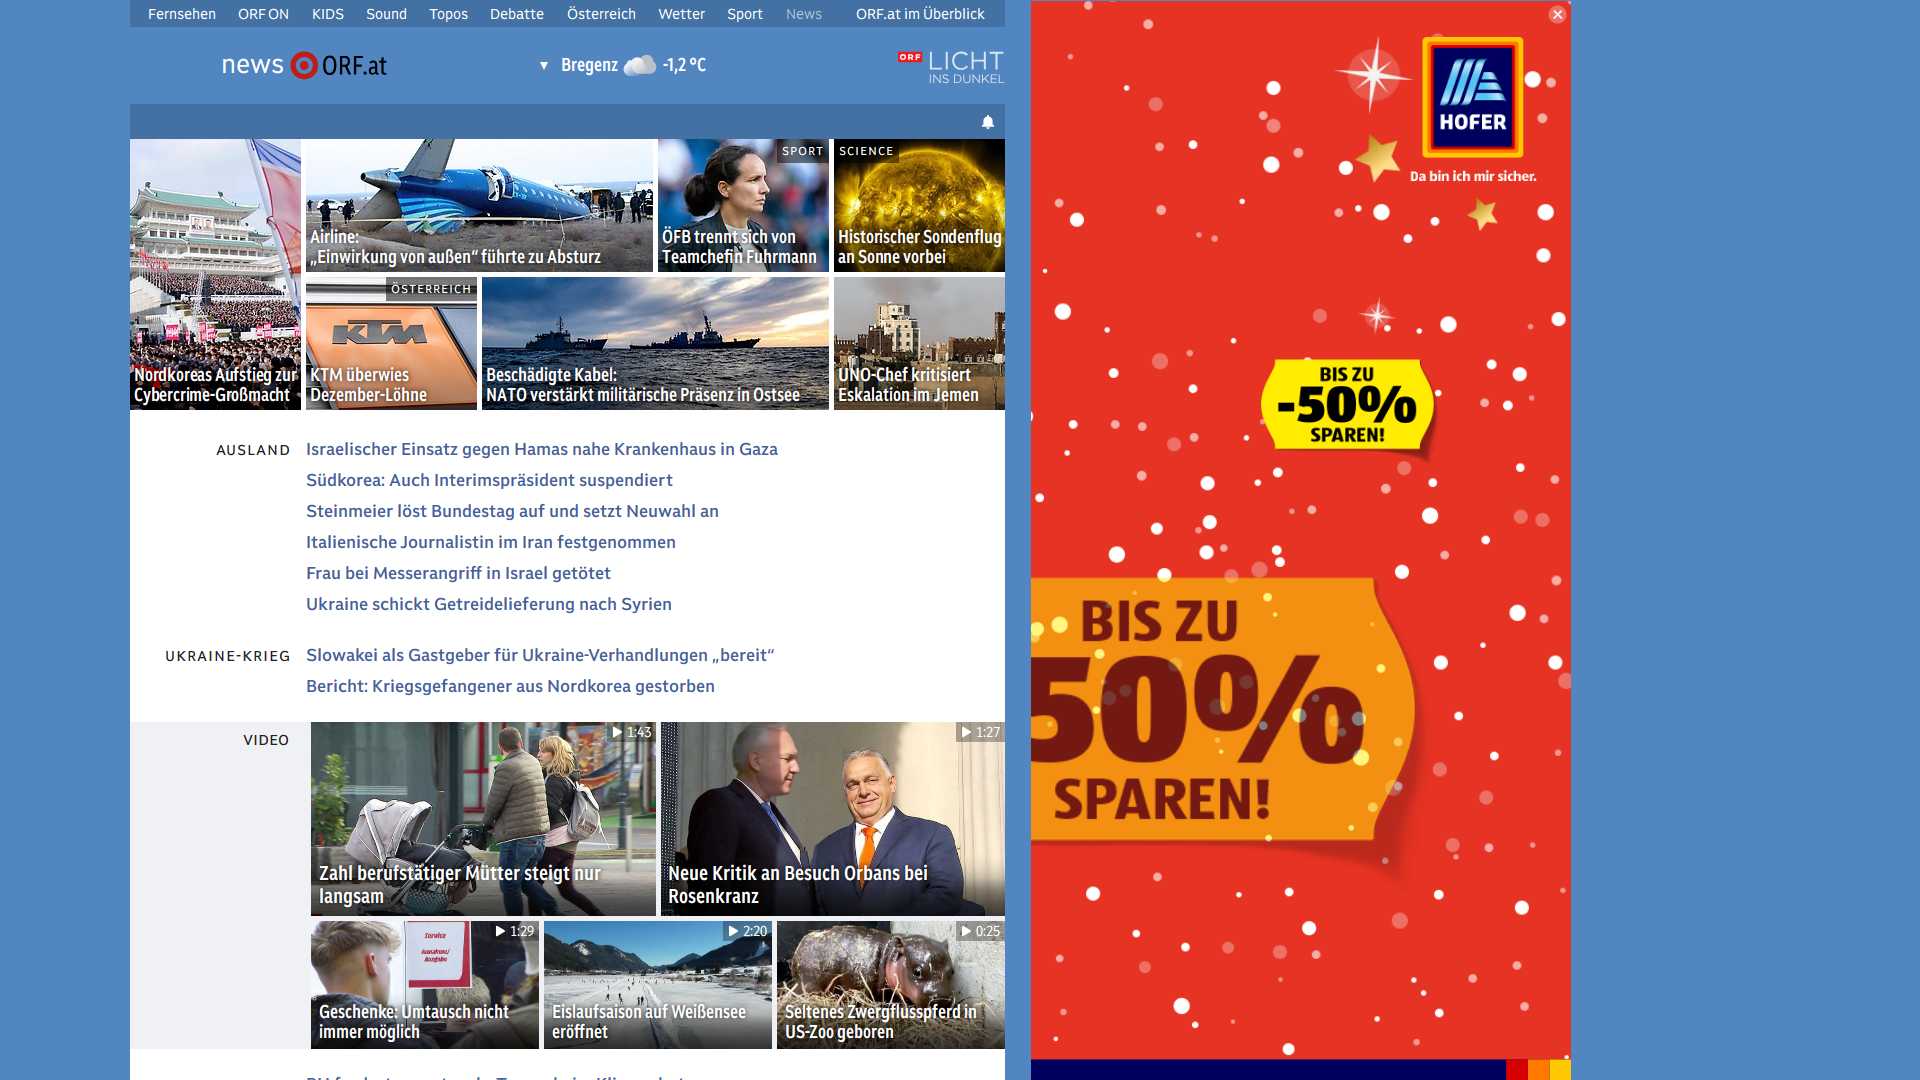 Fernsehen ORF ON KIDS Sound Topos Debatte Österreich Wetter Sport News ORF.at im Überblick
news ORF.at
▼ Bregenz -1,2 °C
ORF LICHT
INS DUNKEL
Nordkoreas Aufstieg zur
Cybercrime-Großmacht
Airline:
„Einwirkung von außen“ führte zu Absturz
SPORT
ÖFB trennt sich von
Teamchefin Fuhrmann
SCIENCE
Historischer Sondenflug
an Sonne vorbei
ÖSTERREICH
KTM
KTM überwies
Dezember-Löhne
Beschädigte Kabel:
NATO verstärkt militärische Präsenz in Ostsee
UNO-Chef kritisiert
Eskalation im Jemen
AUSLAND
Israelischer Einsatz gegen Hamas nahe Krankenhaus in Gaza
Südkorea: Auch Interimspräsident suspendiert
Steinmeier löst Bundestag auf und setzt Neuwahl an
Italienische Journalistin im Iran festgenommen
Frau bei Messerangriff in Israel getötet
Ukraine schickt Getreidelieferung nach Syrien
UKRAINE-KRIEG
Slowakei als Gastgeber für Ukraine-Verhandlungen „bereit“
Bericht: Kriegsgefangener aus Nordkorea gestorben
VIDEO
1:43
Zahl berufstätiger Mütter steigt nur
langsam
1:27
Neue Kritik an Besuch Orbans bei
Rosenkranz
1:29
Service
Geschenke: Umtausch nicht
immer möglich
2:20
Eislaufsaison auf Weißensee
eröffnet
0:25
Seltenes Zwergflusspferd in
US-Zoo geboren
HOFER
Da bin ich mir sicher.
BIS ZU
-50%
SPAREN!
BIS ZU
50%
SPAREN!